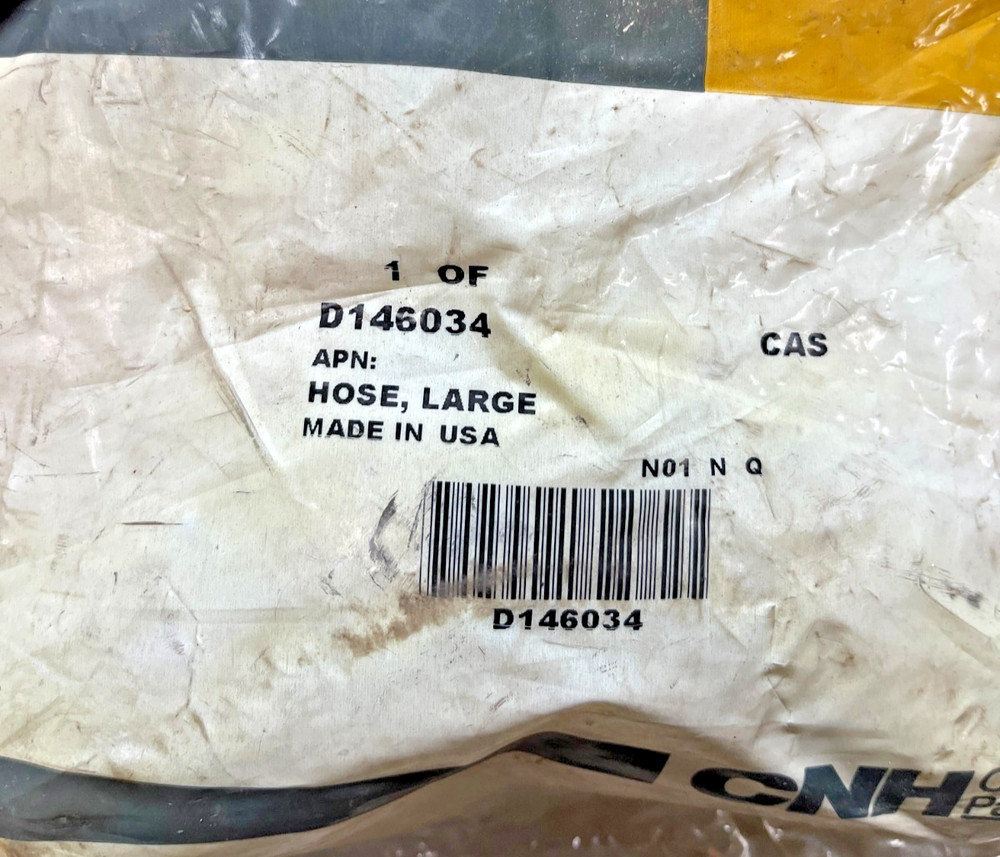 1 OF
D146034
CAS
APN:
HOSE, LARGE
MADE IN USA
N01 N Q
D146034
CNH